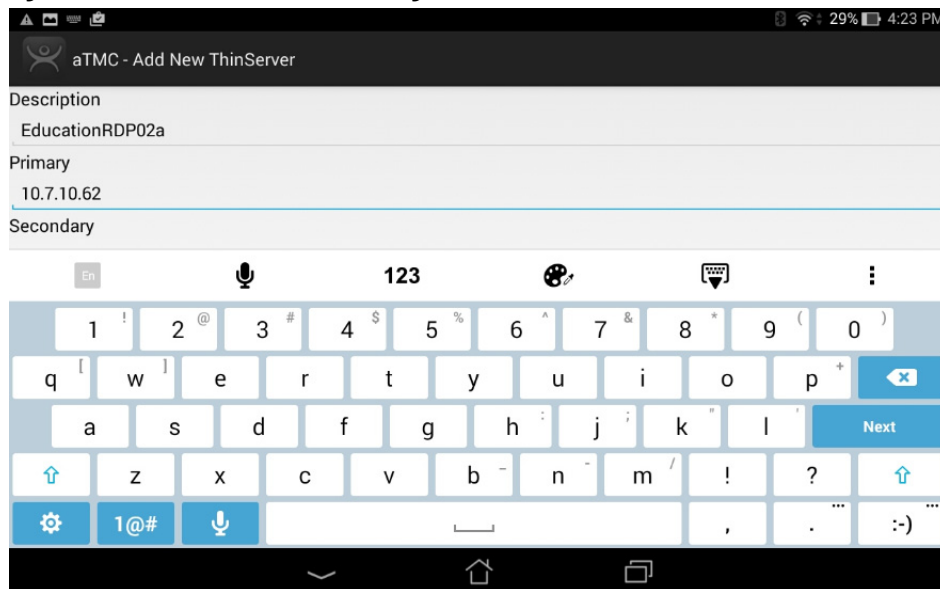 29% 4:23 PM
aTMC - Add New ThinServer
Description
EducationRDP02a
Primary
10.7.10.62
Secondary
En 123
1 ! 2 @ 3 # 4 $ 5 % 6 ^ 7 & 8 * 9 ( 0 )
q [ w ] e r t y u i o p +
a s d f g h : j ; k " l ' Next
z x c v b - n - m / ! ?
1@# , . ... :-) ...